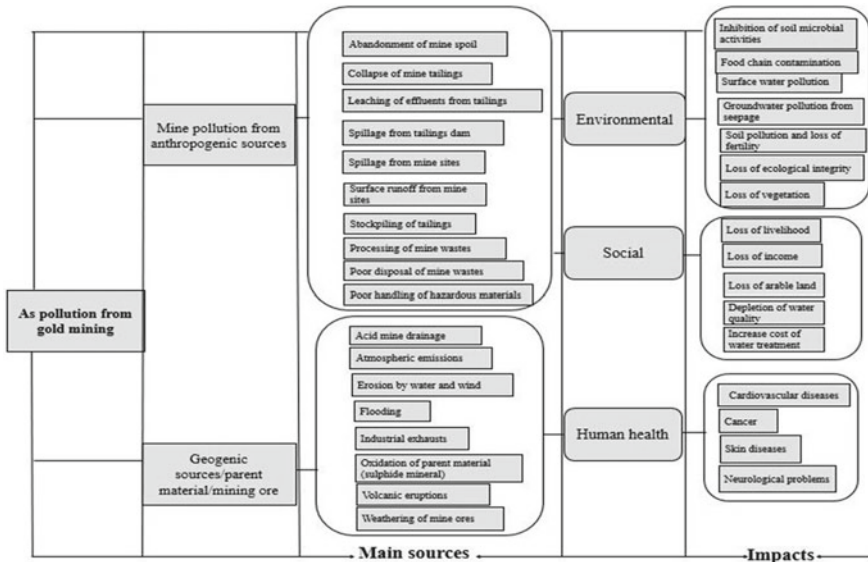 As pollution from
gold mining
Mine pollution from
anthropogenic sources
Geogenic
sources/parent
material/mining ore
Abandonment of mine spoil
Collapse of mine tailings
Leaching of effluents from tailings
Spillage from tailings dam
Spillage from mine sites
Surface runoff from mine
sites
Stockpiling of tailings
Processing of mine wastes
Poor disposal of mine wastes
Poor handling of hazardous materials
Acid mine drainage
Atmospheric emissions
Erosion by water and wind
Flooding
Industrial exhausts
Oxidation of parent material
(sulphide mineral)
Volcanic eruptions
Weathering of mine ores
Main sources
Environmental
Social
Human health
Inhibition of soil microbial
activities
Food chain contamination
Surface water pollution
Groundwater pollution from
seepage
Soil pollution and loss of
fertility
Loss of ecological integrity
Loss of vegetation
Loss of livelihood
Loss of income
Loss of arable land
Depletion of water
quality
Increase cost of
water treatment
Cardiovascular diseases
Cancer
Skin diseases
Neurological problems
Impacts